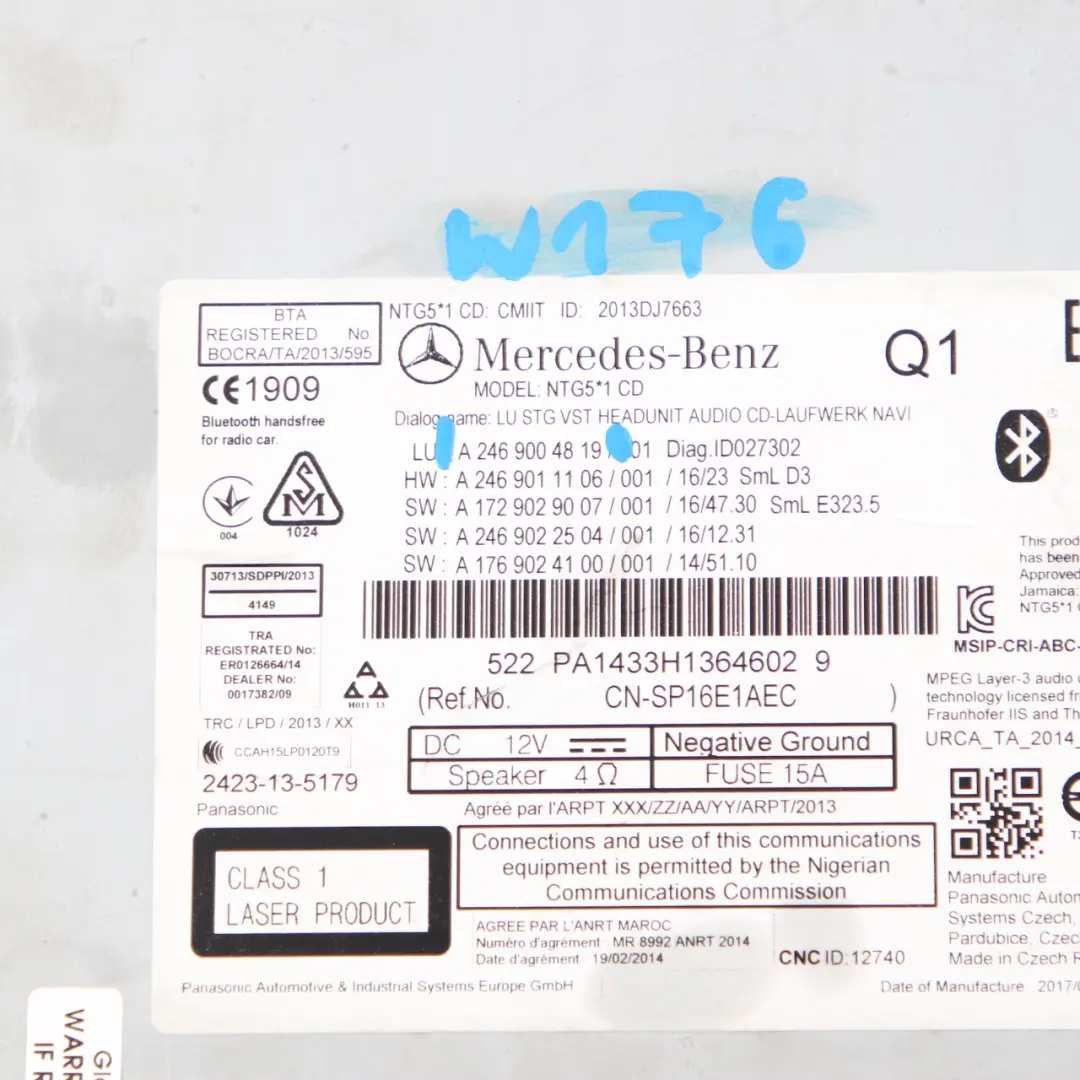 W176
BTA
REGISTERED No
BOCRA/TA/2013/595
NTG5*1 CD: CMIIT ID: 2013DJ7663
Mercedes-Benz
Q1
MODEL: NTG5*1 CD
CE1909
Bluetooth handsfree
for radio car.
Dialog name: LU STG VST HEADUNIT AUDIO CD-LAUFWERK NAVI
LU A 246 900 48 19 01 Diag.ID027302
HW : A 246 901 11 06 / 001 / 16/23 SmL D3
SW : A 172 902 90 07 / 001 / 16/47.30 SmL E323.5
SW : A 246 902 25 04 / 001 / 16/12.31
SW : A 176 902 41 00 / 001 / 14/51.10
004
SM
1024
30713/SDPPI/2013
4149
TRA
REGISTRATED No:
ER0126664/14
DEALER No:
0017382/09
H011 13
522 PA1433H1364602 9
(Ref.No. CN-SP16E1AEC )
TRC / LPD / 2013 / XX
CCAH15LP0120T9
2423-13-5179
Panasonic
DC 12V Negative Ground
Speaker 4 Ω FUSE 15A
Agréé par l'ARPT XXX/ZZ/AA/YY/ARPT/2013
CLASS 1
LASER PRODUCT
Connections and use of this communications
equipment is permitted by the Nigerian
Communications Commission
AGREE PAR L'ANRT MAROC
Numéro d'agrément : MR 8992 ANRT 2014
Date d'agrément 19/02/2014
CNC ID:12740
Panasonic Automotive & Industrial Systems Europe GmbH
Date of Manufacture 2017/
This
has been
Approved
Jamaica:
NTG5*1
MSIP-CRI-ABC-
MPEG Layer-3 audio
technology licensed
Fraunhofer IIS and
URCA_TA_2014_
Manufacture
Panasonic
Systems Czech,
Pardubice,
Made in Czech
IF